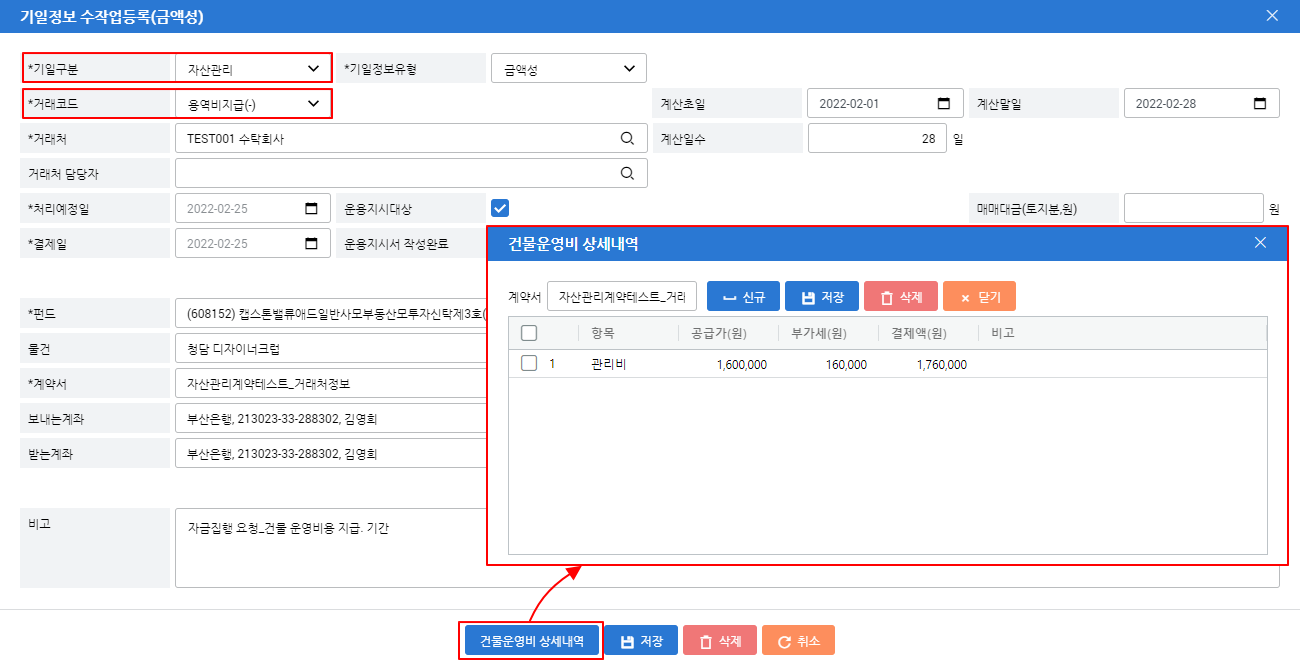 기일정보 수작업등록(금액성)
*기일구분 자산관리 *기일정보유형 금액성
*거래코드 용역비지급(-) 계산초일 2022-02-01 계산말일 2022-02-28
*거래처 TEST001 수탁회사 계산일수 28 일
거래처 담당자
*처리예정일 2022-02-25 운용지시대상 매매대금(토지분,원) 원
*결제일 2022-02-25 운용지시서 작성완료
*펀드 (608152) 캡스톤밸류애드일반사모부동산모투자신탁제3호(
물건 청담 디자이너크럽
*계약서 자산관리계약테스트_거래처정보
보내는계좌 부산은행, 213023-33-288302, 김영희
받는계좌 부산은행, 213023-33-288302, 김영희
비고 자금집행 요청_건물 운영비용 지급. 기간
건물운영비 상세내역
계약서 자산관리계약테스트_거리 신규 저장 삭제 닫기
항목 공급가(원) 부가세(원) 결제액(원) 비고
1 관리비 1,600,000 160,000 1,760,000
건물운영비 상세내역 저장 삭제 취소